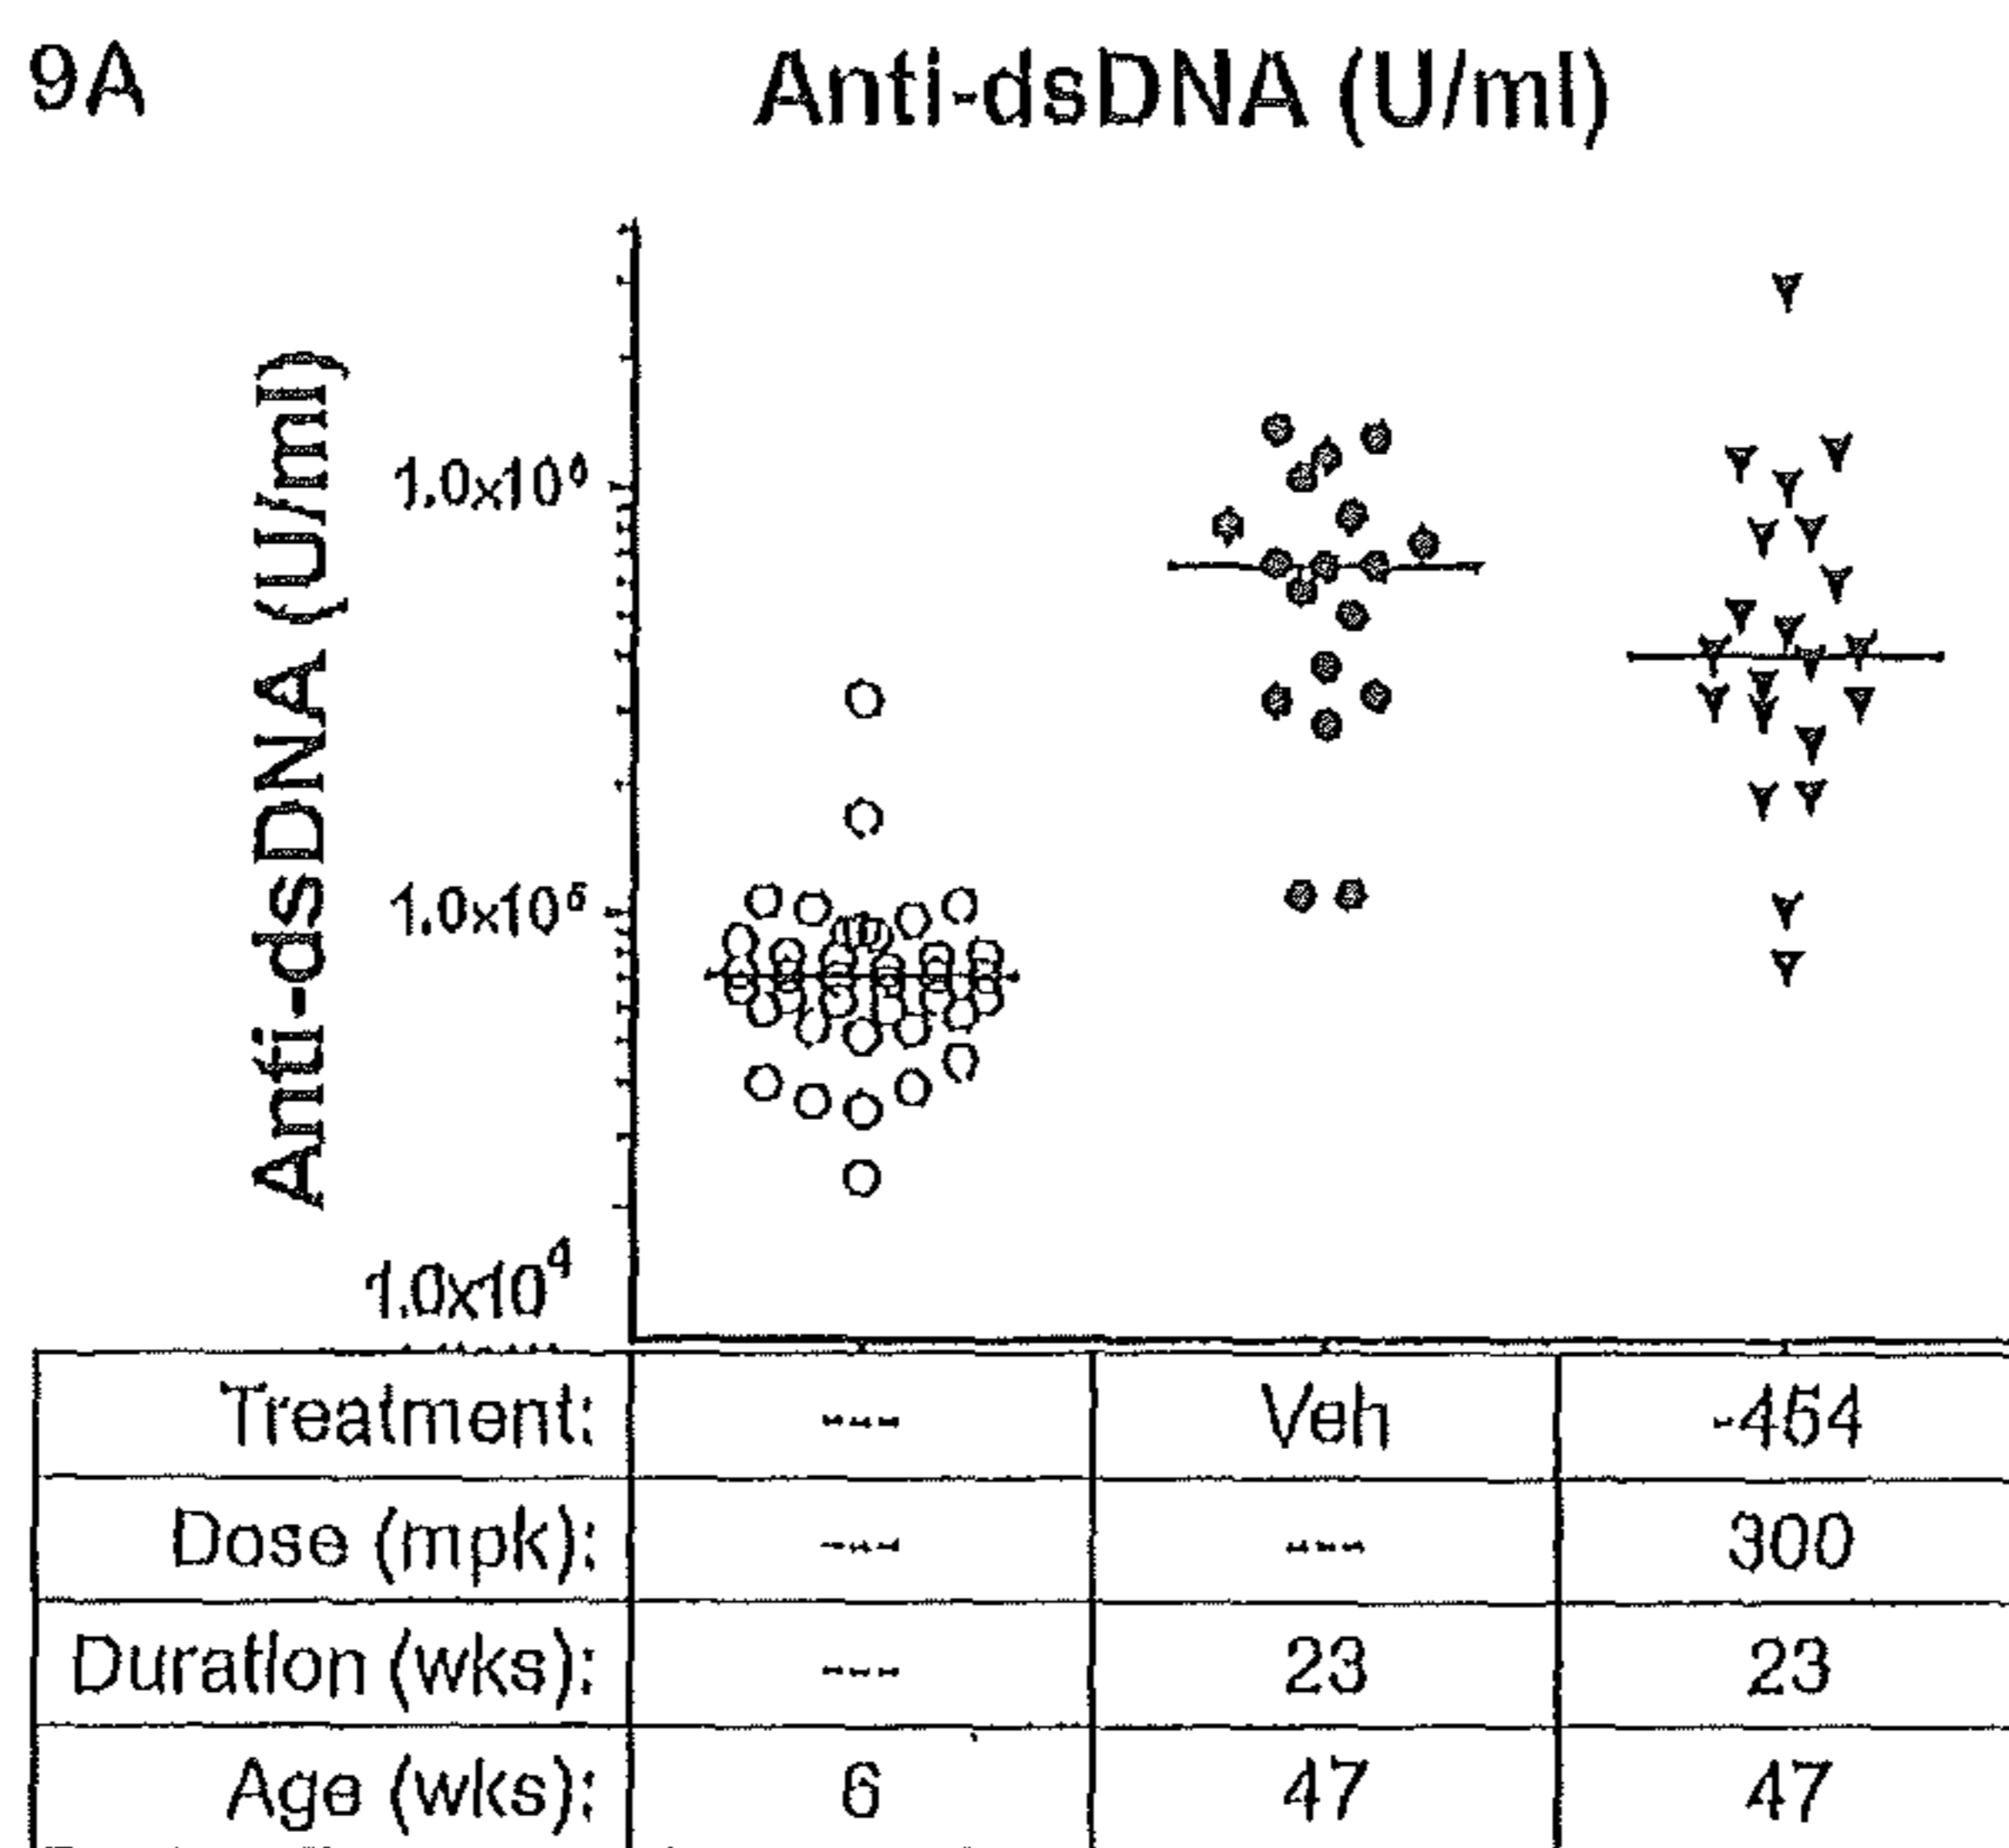 9A
Anti-dsDNA (U/ml)
Anti-dsDNA (U/ml)
1.0x10⁶
1.0x10⁵
1.0x10⁴
Treatment: --- Veh -454
Dose (mpk): --- --- 300
Duration (wks): --- 23 23
Age (wks): 6 47 47